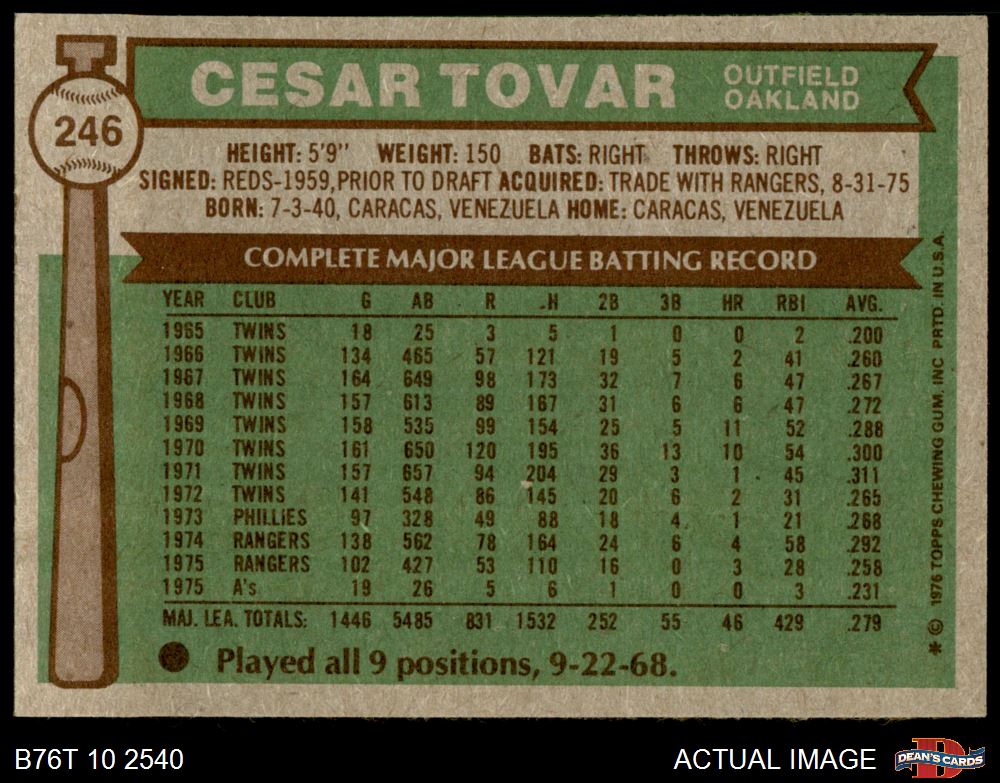 246
CESAR TOVAR
OUTFIELD
OAKLAND
HEIGHT: 5'9" WEIGHT: 150 BATS: RIGHT THROWS: RIGHT
SIGNED: REDS-1959, PRIOR TO DRAFT ACQUIRED: TRADE WITH RANGERS, 8-31-75
BORN: 7-3-40, CARACAS, VENEZUELA HOME: CARACAS, VENEZUELA
COMPLETE MAJOR LEAGUE BATTING RECORD
YEAR CLUB G AB R H 2B 3B HR RBI AVG.
1965 TWINS 18 25 3 5 1 0 0 2 .200
1966 TWINS 134 465 57 121 19 5 2 41 .260
1967 TWINS 164 649 98 173 32 7 6 47 .267
1968 TWINS 157 613 89 167 31 6 6 47 .272
1969 TWINS 158 535 99 154 25 5 11 52 .288
1970 TWINS 161 650 120 195 36 13 10 54 .300
1971 TWINS 157 657 94 204 29 3 1 45 .311
1972 TWINS 141 548 86 145 20 6 2 31 .265
1973 PHILLIES 97 328 49 88 18 4 1 21 .268
1974 RANGERS 138 562 78 164 24 6 4 58 .292
1975 RANGERS 102 427 53 110 16 0 3 28 .258
1975 A's 19 26 5 6 1 0 0 3 .231
MAJ. LEA. TOTALS: 1446 5485 831 1532 252 55 46 429 .279
Played all 9 positions, 9-22-68.
* © 1976 TOPPS CHEWING GUM, INC PRTD. IN U.S.A.
B76T 10 2540
ACTUAL IMAGE
D
DEAN'S CARDS